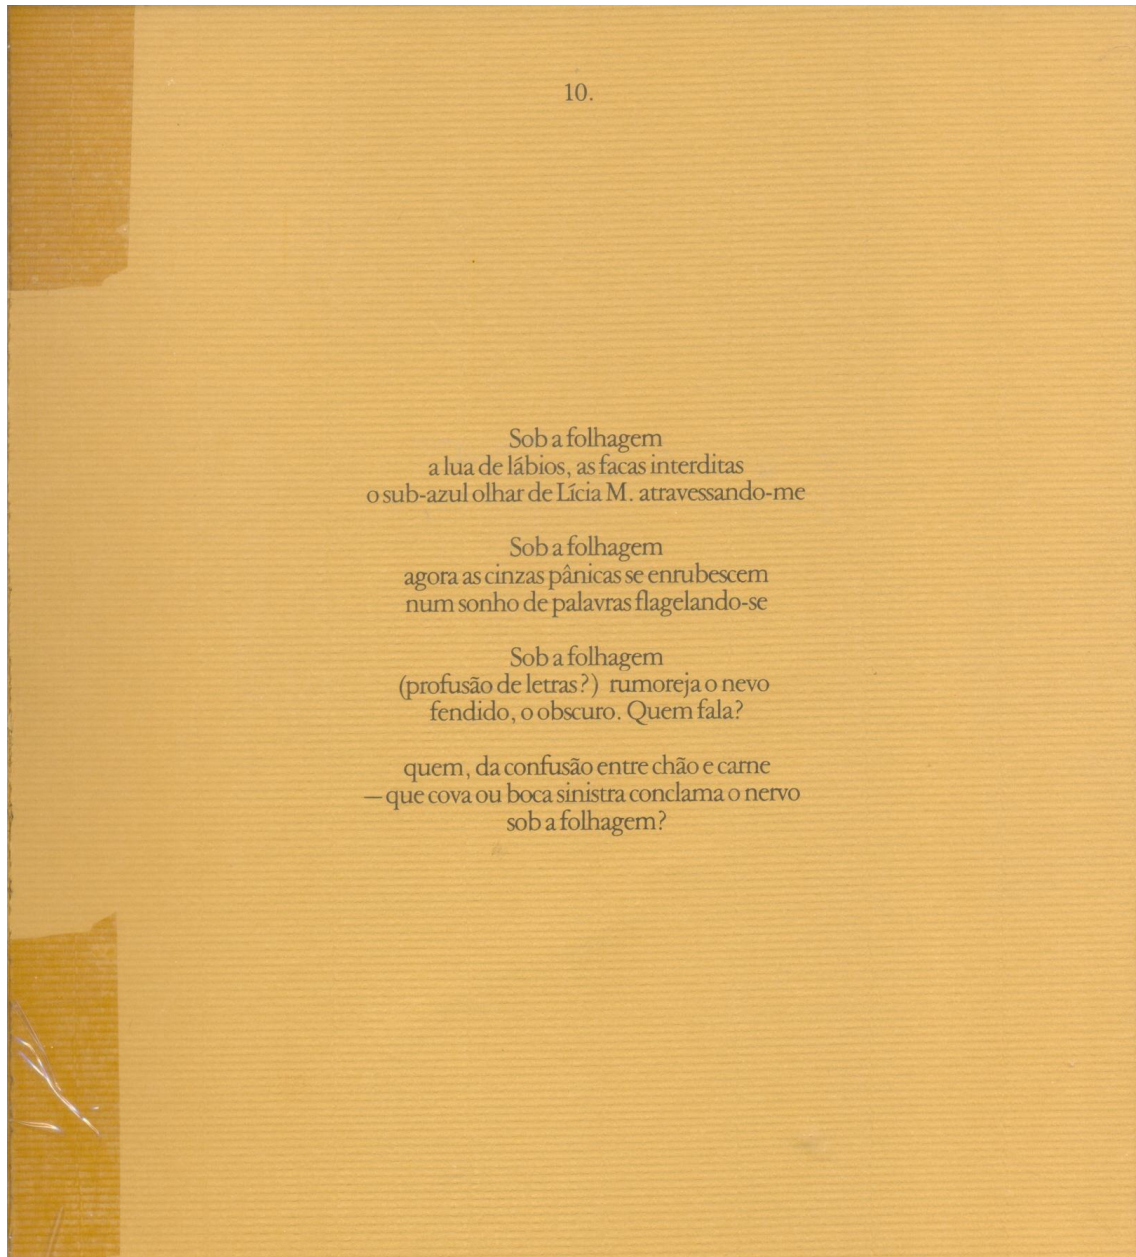 10.
Sob a folhagem
a lua de lábios, as facas interditas
o sub-azul olhar de Lícia M. atravessando-me
Sob a folhagem
agora as cinzas pânicas se enrubescem
num sonho de palavras flagelando-se
Sob a folhagem
(profusão de letras?) rumoreja o nevo
fendido, o obscuro. Quem fala?
quem, da confusão entre chão e carne
—que cova ou boca sinistra conclama o nervo
sob a folhagem?